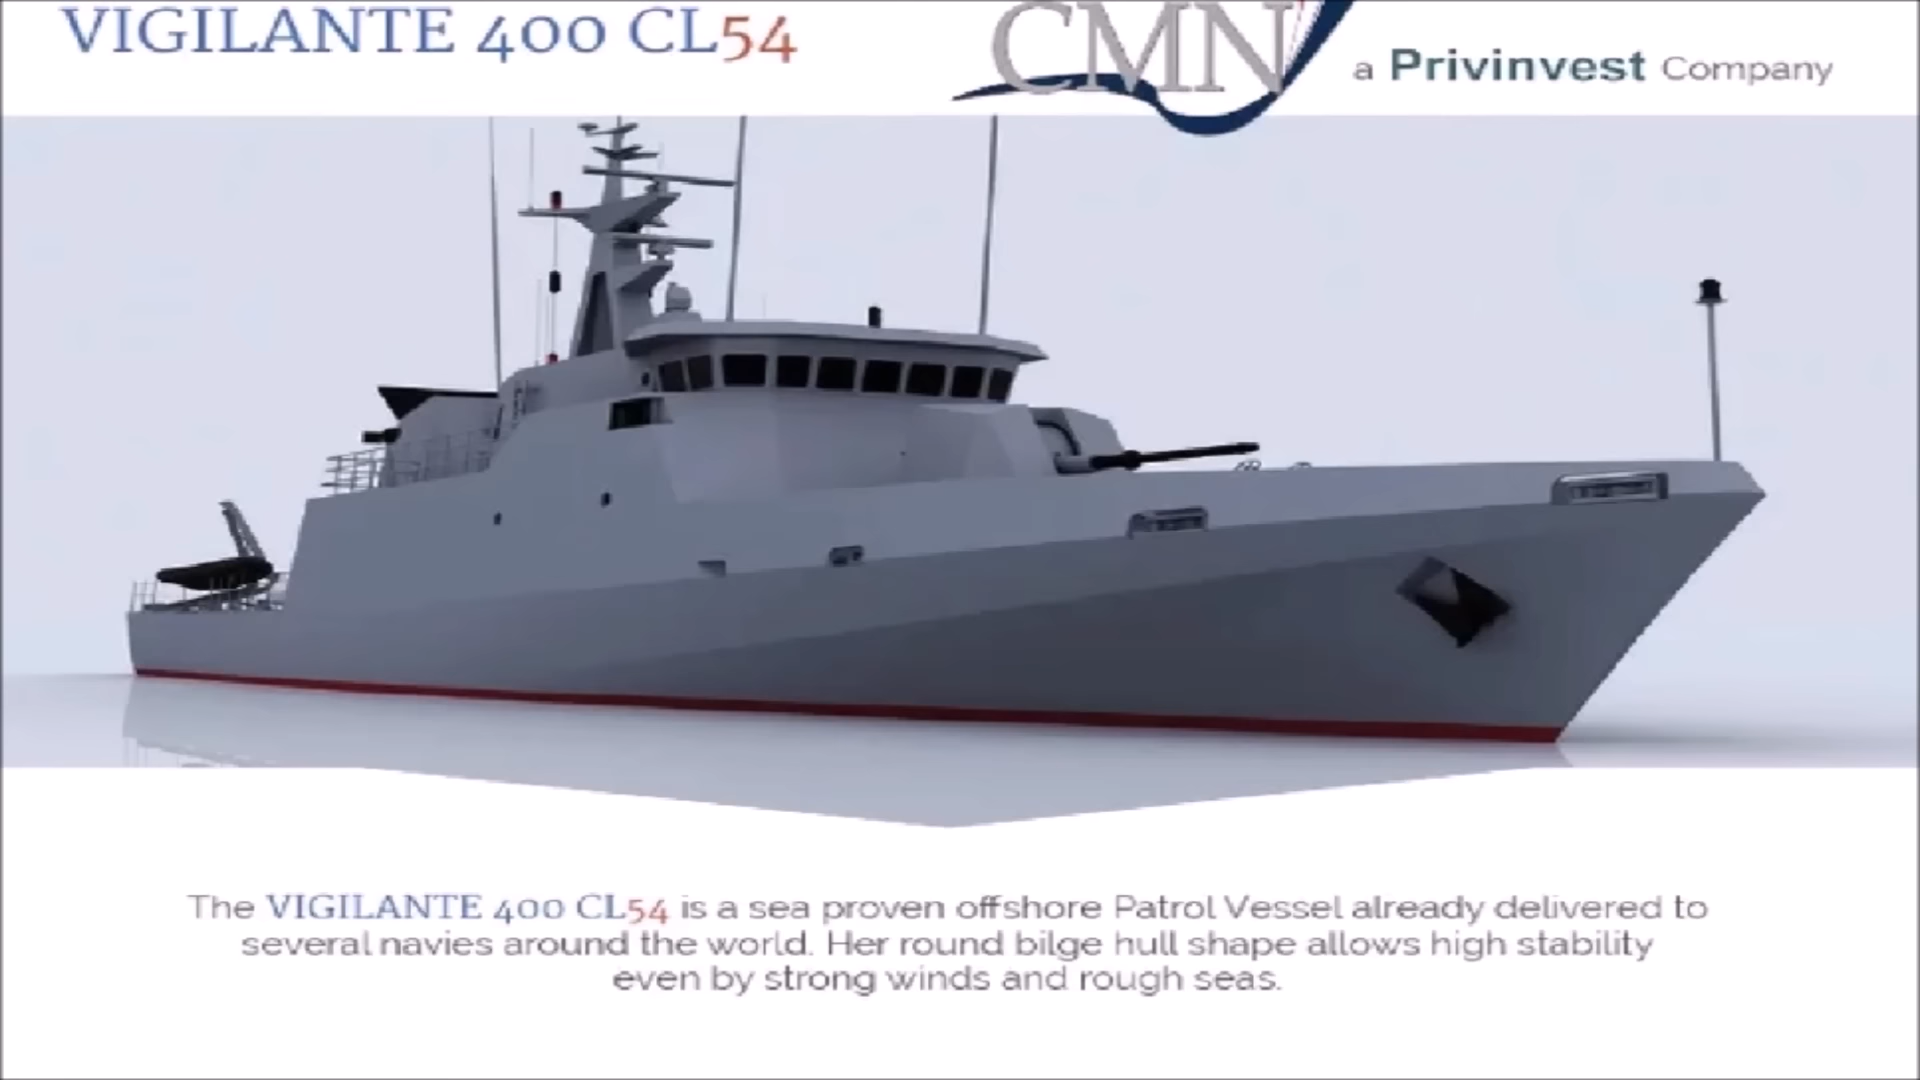 VIGILANTE 400 CL54
CMN
a Privinvest Company
The VIGILANTE 400 CL54 is a sea proven offshore Patrol Vessel already delivered to
several navies around the world. Her round bilge hull shape allows high stability
even by strong winds and rough seas.